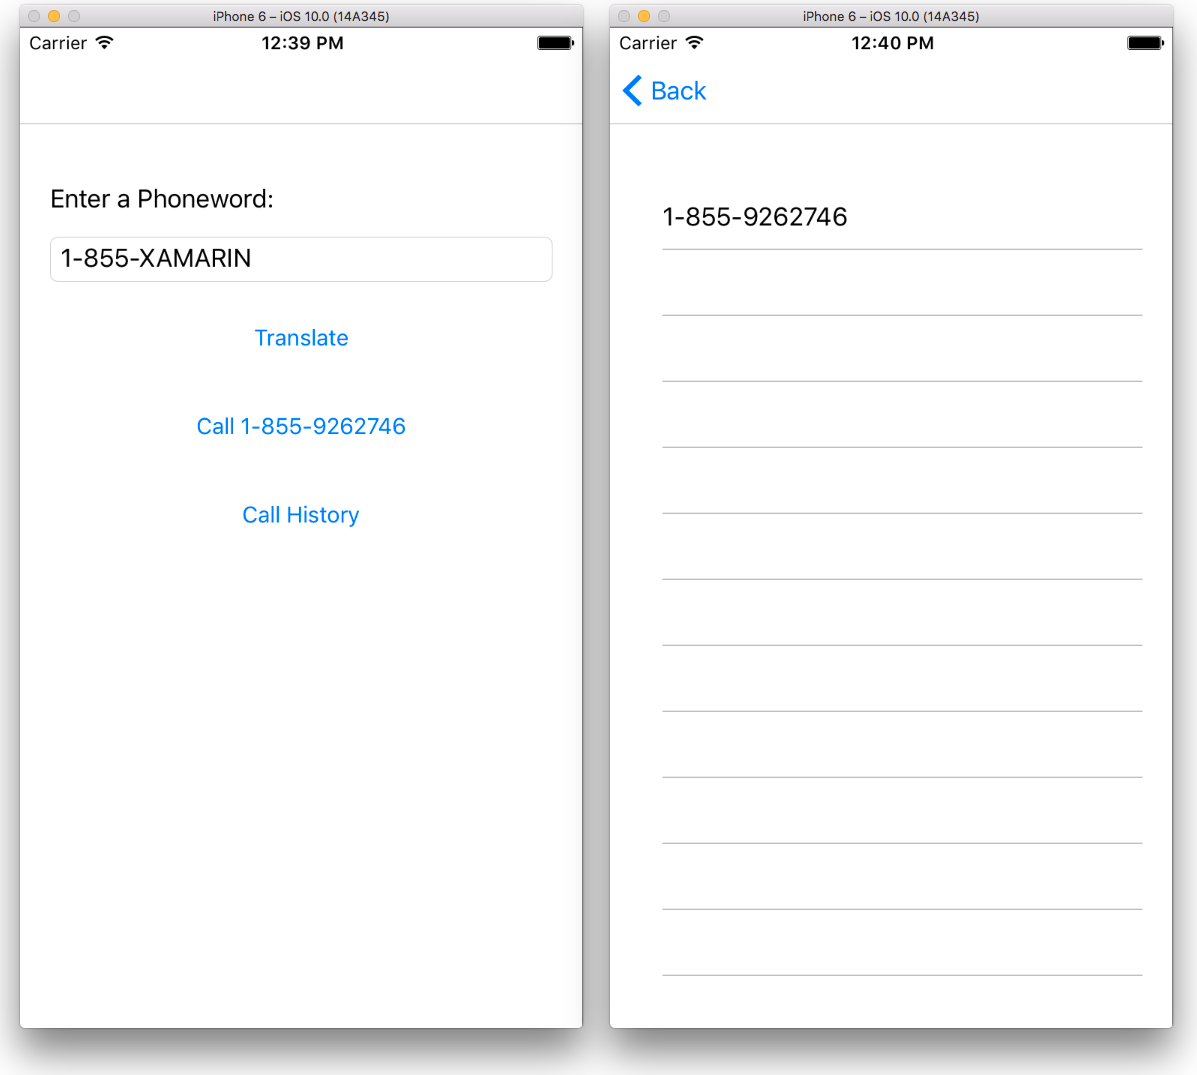 iPhone 6 – iOS 10.0 (14A345)
Carrier 12:39 PM
Enter a Phoneword:
1-855-XAMARIN
Translate
Call 1-855-9262746
Call History
iPhone 6 – iOS 10.0 (14A345)
Carrier 12:40 PM
Back
1-855-9262746